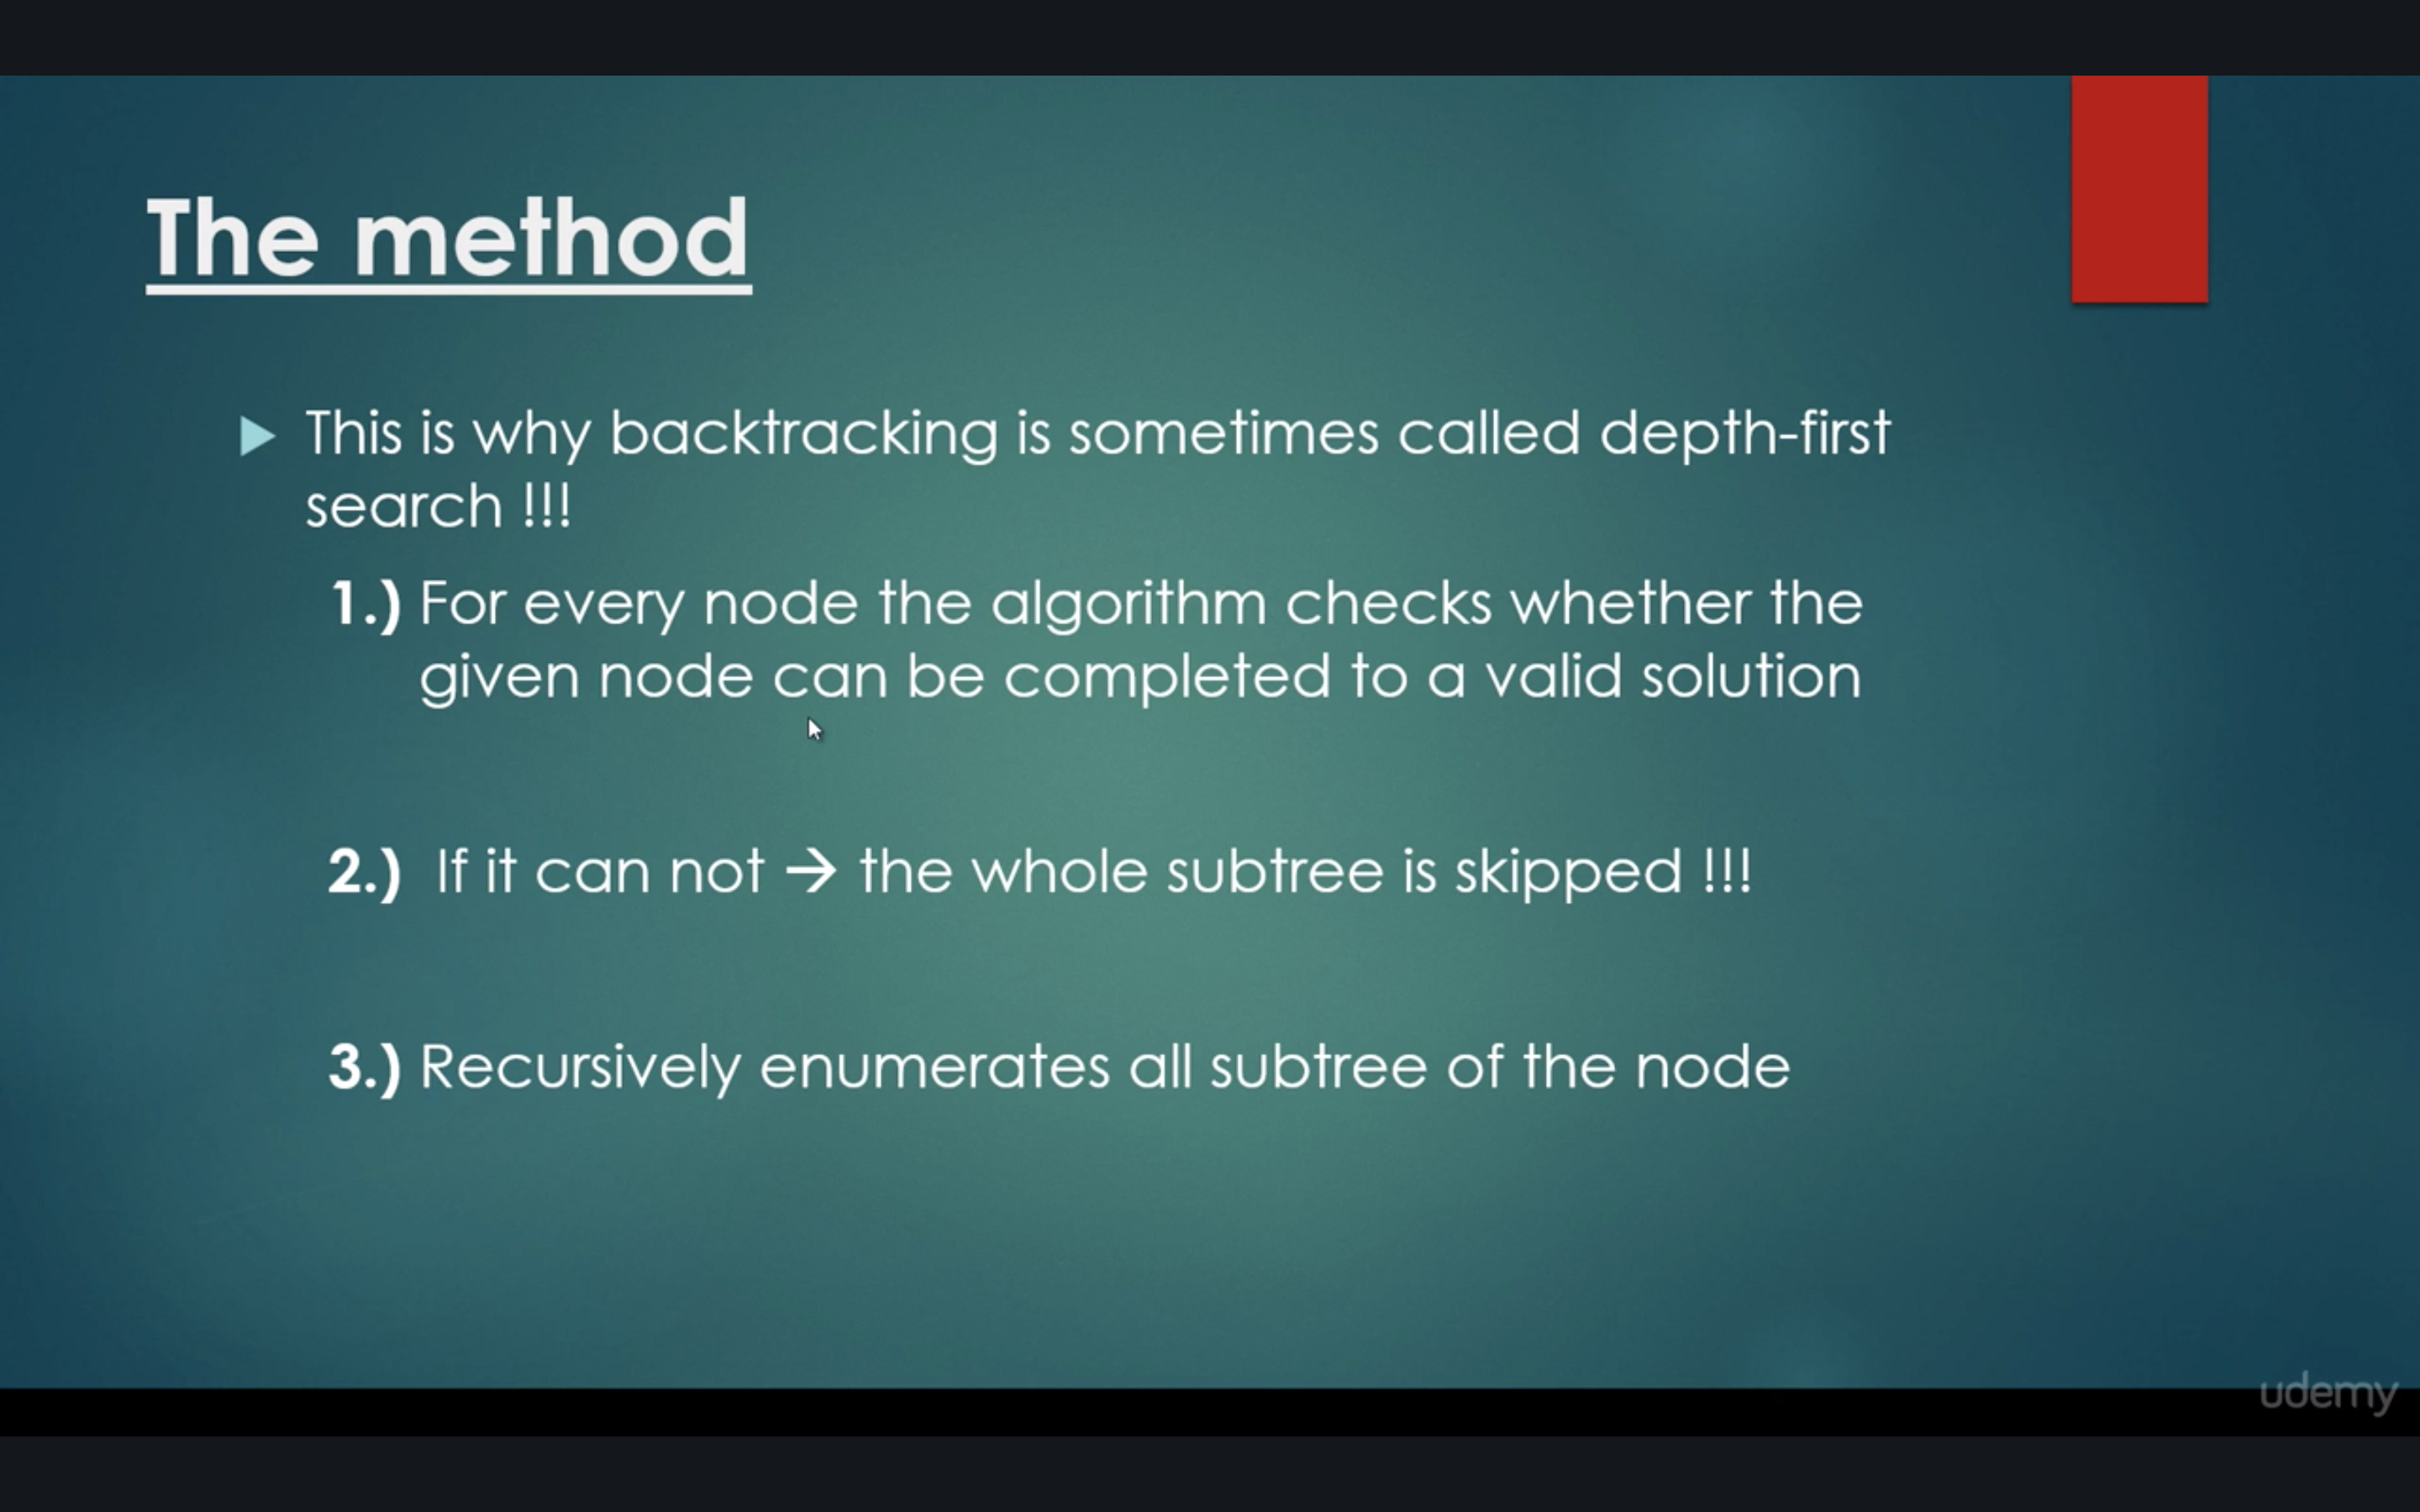 The method
This is why backtracking is sometimes called depth-first
search !!!
1.) For every node the algorithm checks whether the
given node can be completed to a valid solution
2.) If it can not → the whole subtree is skipped !!!
3.) Recursively enumerates all subtree of the node
udemy